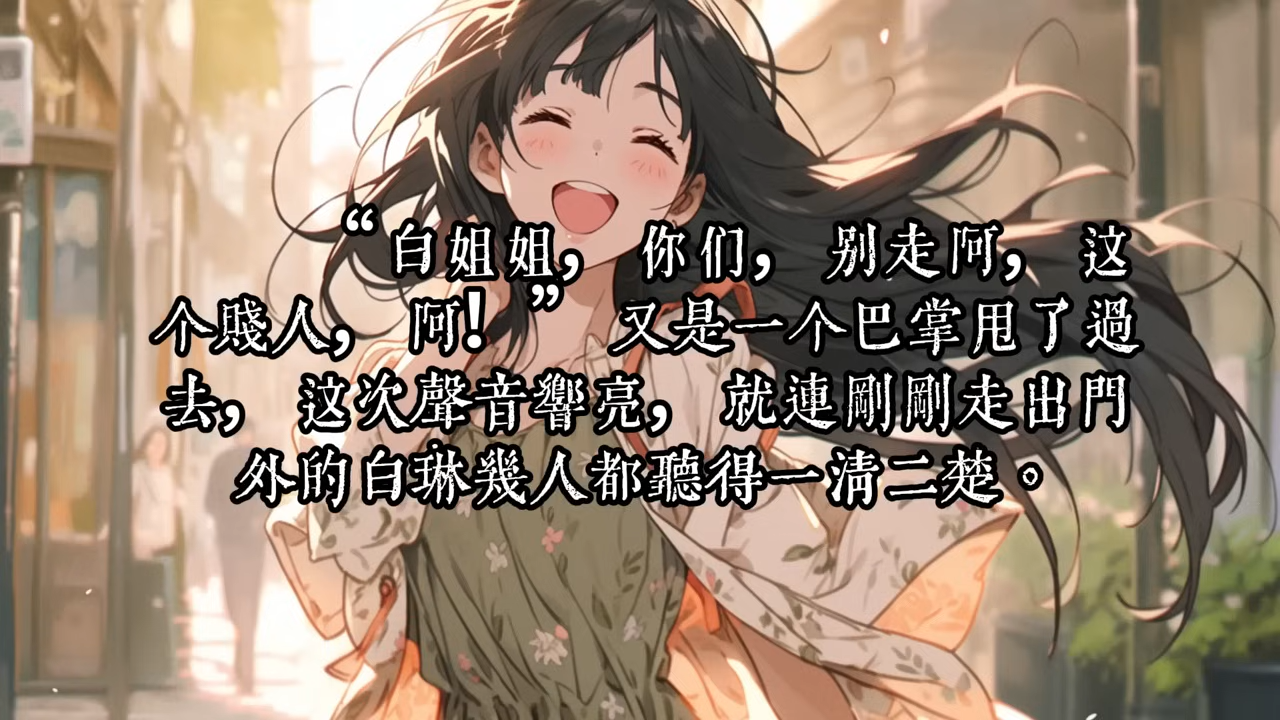 “白姐姐，你们，别走阿，这
个賤人，阿！”又是一个巴掌甩了過
去，这次聲音響亮，就連剛剛走出門
外的白琳幾人都聽得一清二楚。